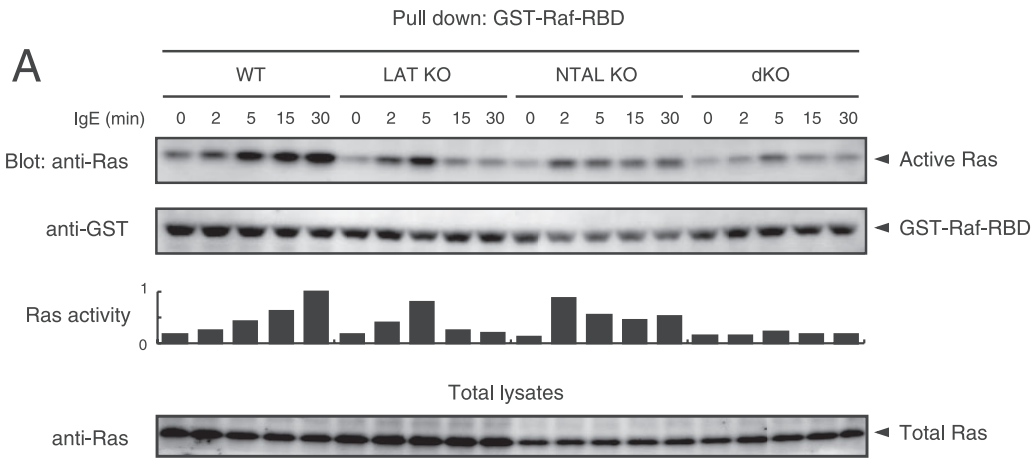 Pull down: GST-Raf-RBD
A
WT LAT KO NTAL KO dKO
IgE (min) 0 2 5 15 30 0 2 5 15 30 0 2 5 15 30 0 2 5 15 30
Blot: anti-Ras ◄ Active Ras
anti-GST ◄ GST-Raf-RBD
1
Ras activity
0
Total lysates
anti-Ras ◄ Total Ras